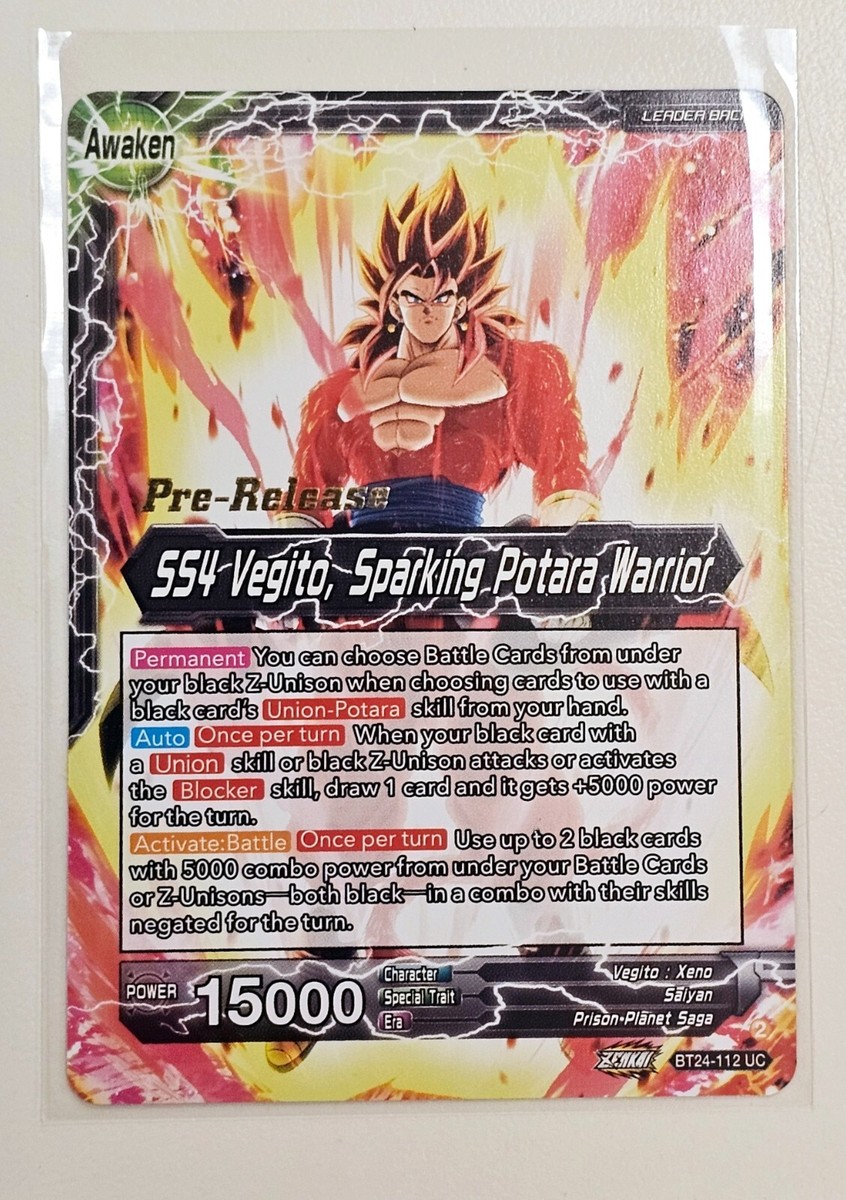 Awaken
LEADER BACK
Pre-Release
SS4 Vegito, Sparking Potara Warrior
Permanent You can choose Battle Cards from under
your black Z-Unison when choosing cards to use with a
black card's Union-Potara skill from your hand.
Auto Once per turn When your black card with
a Union skill or black Z-Unison attacks or activates
the Blocker skill, draw 1 card and it gets +5000 power
for the turn.
Activate:Battle Once per turn Use up to 2 black cards
with 5000 combo power from under your Battle Cards
or Z-Unisons—both black—in a combo with their skills
negated for the turn.
POWER 15000
Character Vegito : Xeno
Special Trait Saiyan
Era Prison-Planet Saga
2
ZENKAI BT24-112 UC